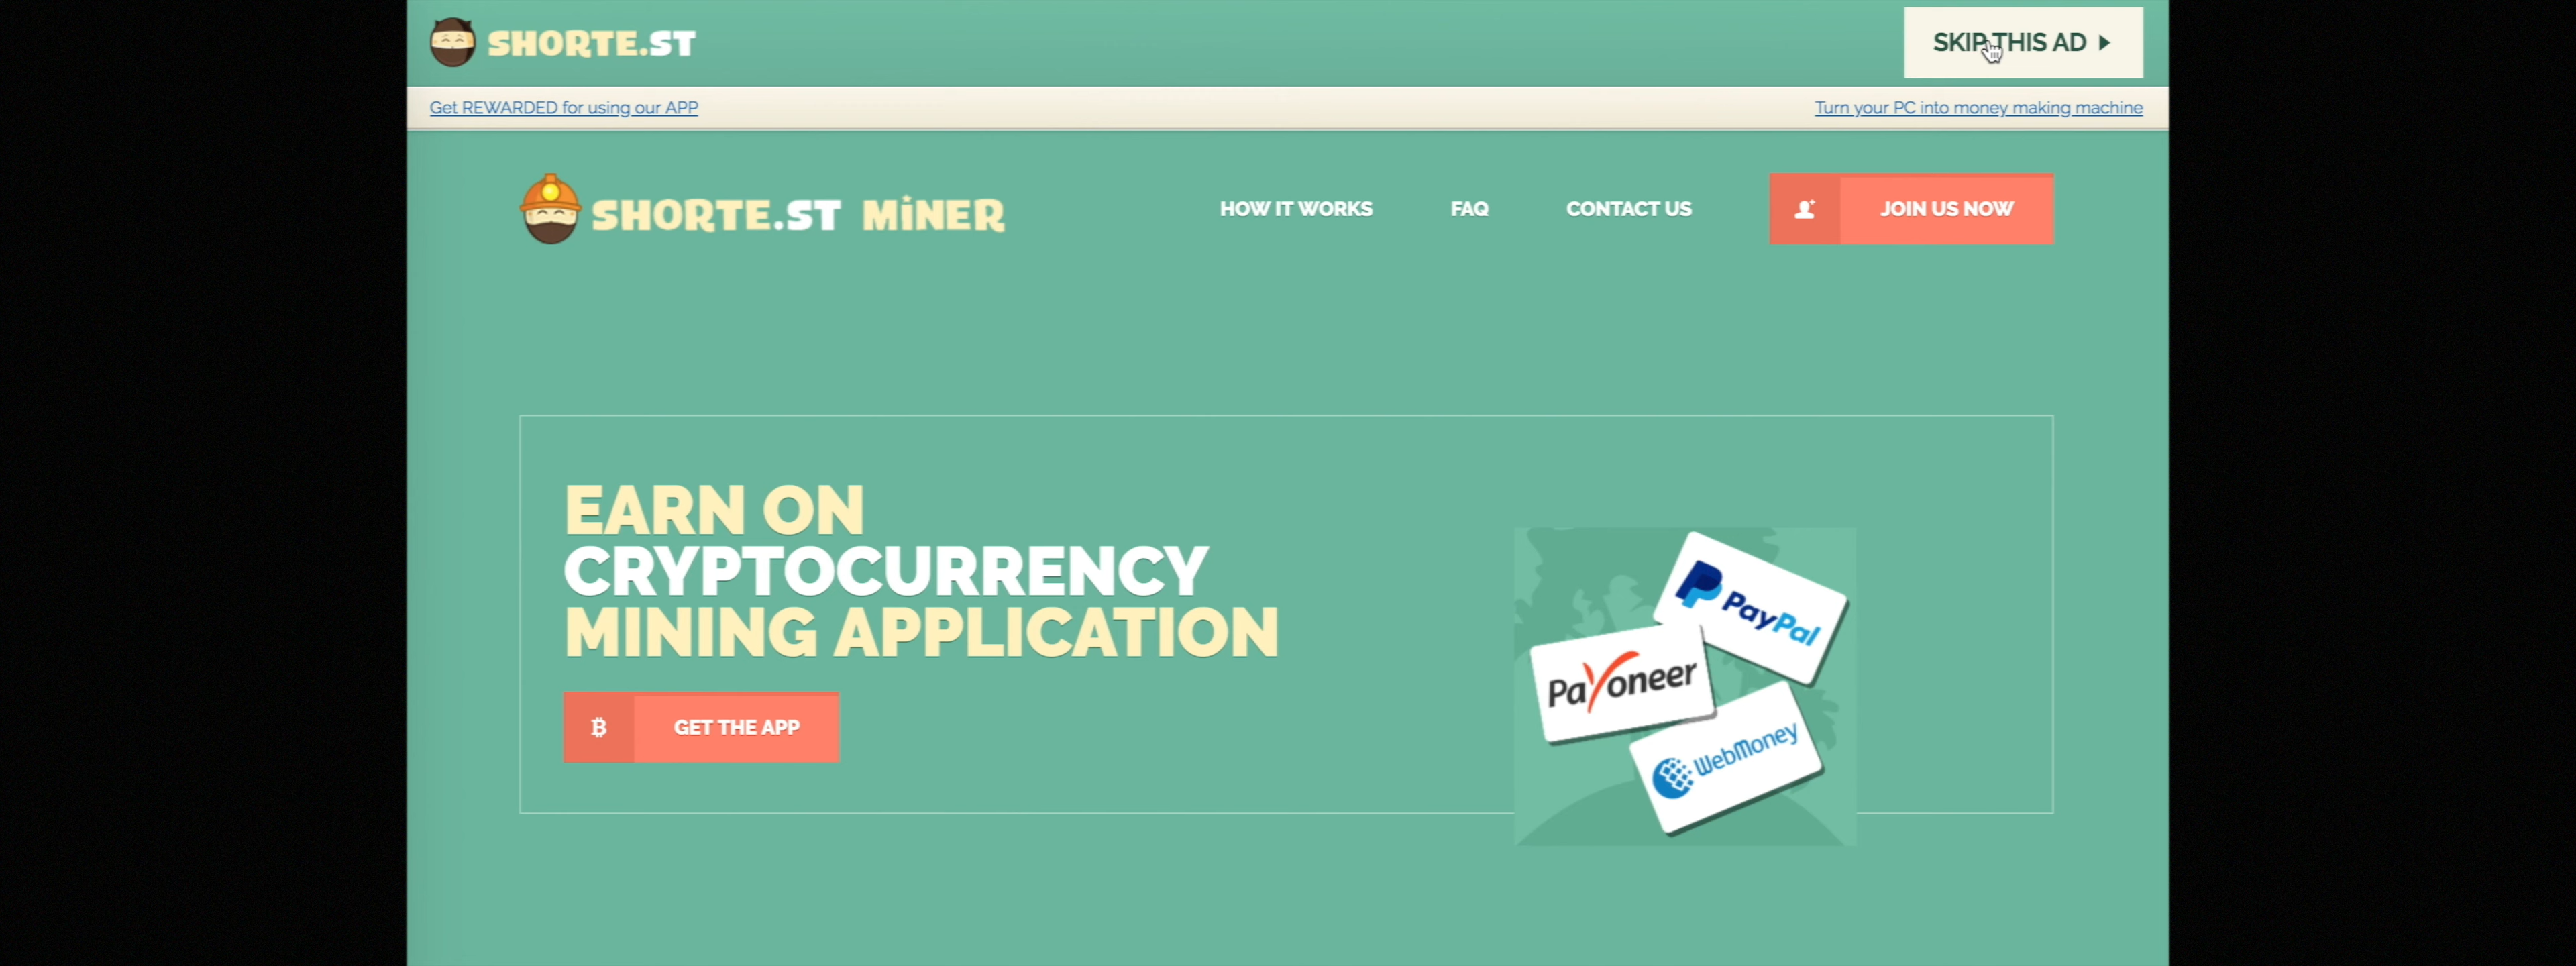 SHORTE.ST
SKIP THIS AD
Get REWARDED for using our APP
Turn your PC into money making machine
SHORTE.ST MINER
HOW IT WORKS
FAQ
CONTACT US
JOIN US NOW
EARN ON
CRYPTOCURRENCY
MINING APPLICATION
GET THE APP
PayPal
Payoneer
WebMoney